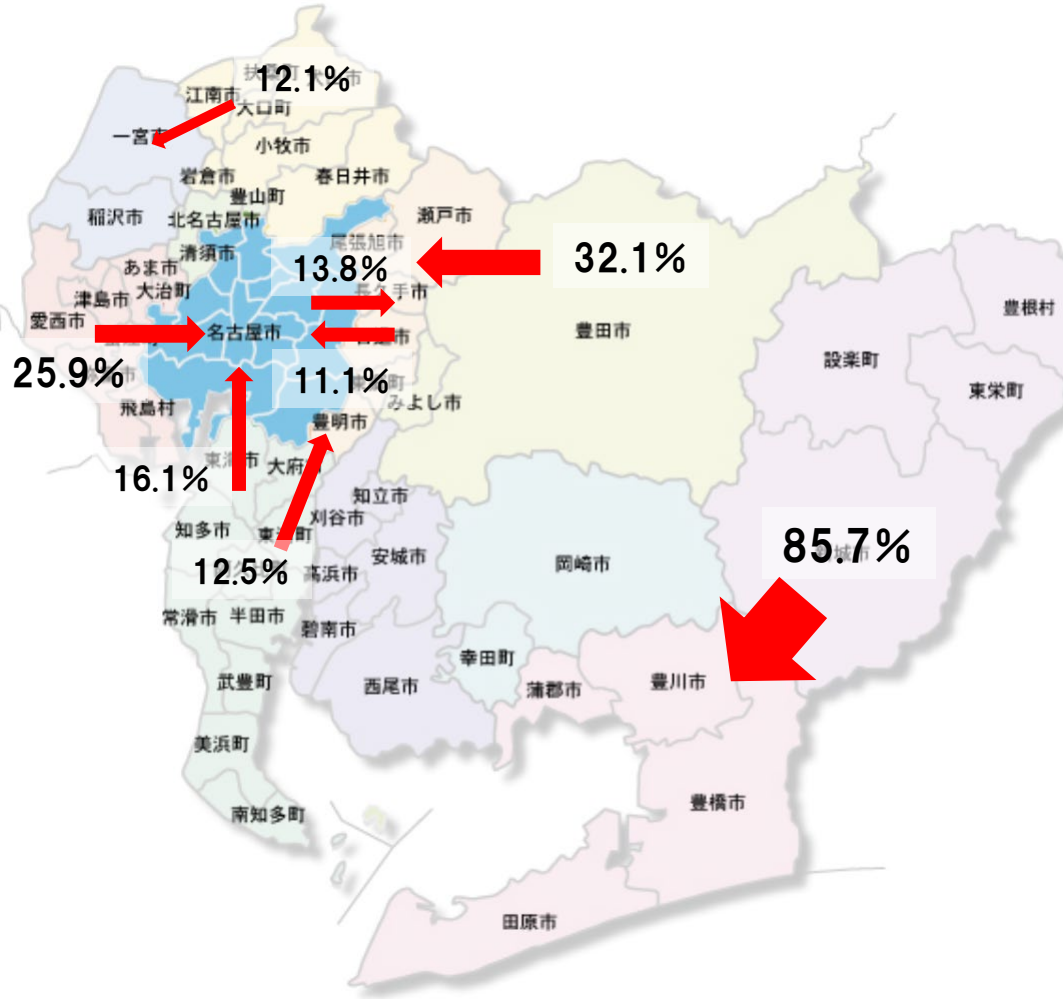 12.1%
江南市
大口町
一宮市
小牧市
岩倉市
春日井市
豊山町
稲沢市
北名古屋市
瀬戸市
尾張旭市
清須市
32.1%
あま市
13.8%
大治町
長久手市
津島市
豊根村
愛西市
名古屋市
豊田市
設楽町
25.9%
11.1%
東栄町
飛島村
みよし市
豊明市
大府
16.1%
知立市
刈谷市
知多市
85.7%
安城市
岡崎市
12.5%
高浜市
常滑市
半田市
碧南市
幸田町
武豊町
西尾市
蒲郡市
豊川市
美浜町
豊橋市
南知多町
田原市